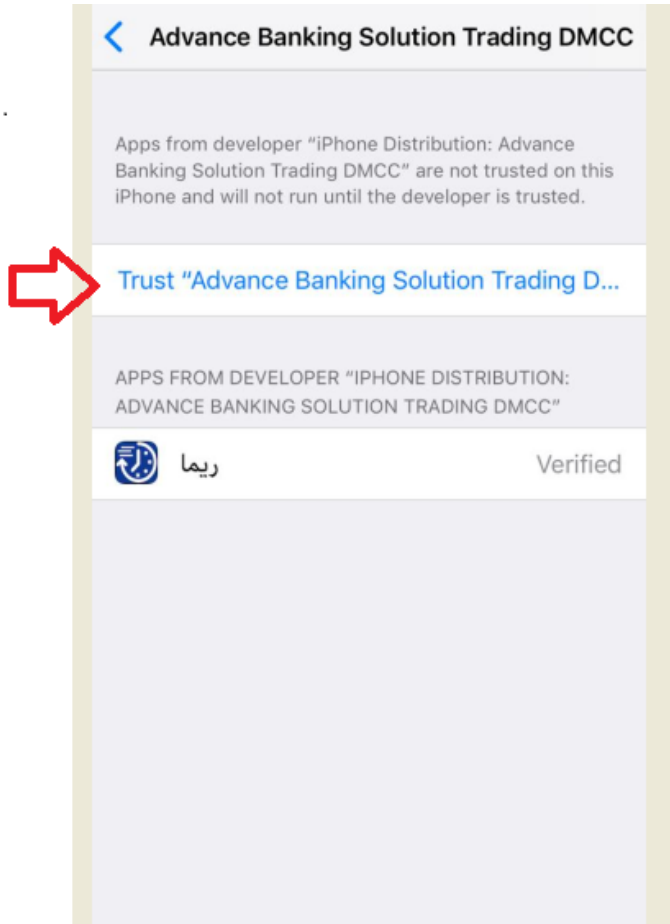 Advance Banking Solution Trading DMCC
.
Apps from developer “iPhone Distribution: Advance
Banking Solution Trading DMCC” are not trusted on this
iPhone and will not run until the developer is trusted.
Trust “Advance Banking Solution Trading D...
APPS FROM DEVELOPER “IPHONE DISTRIBUTION:
ADVANCE BANKING SOLUTION TRADING DMCC”
ريما Verified